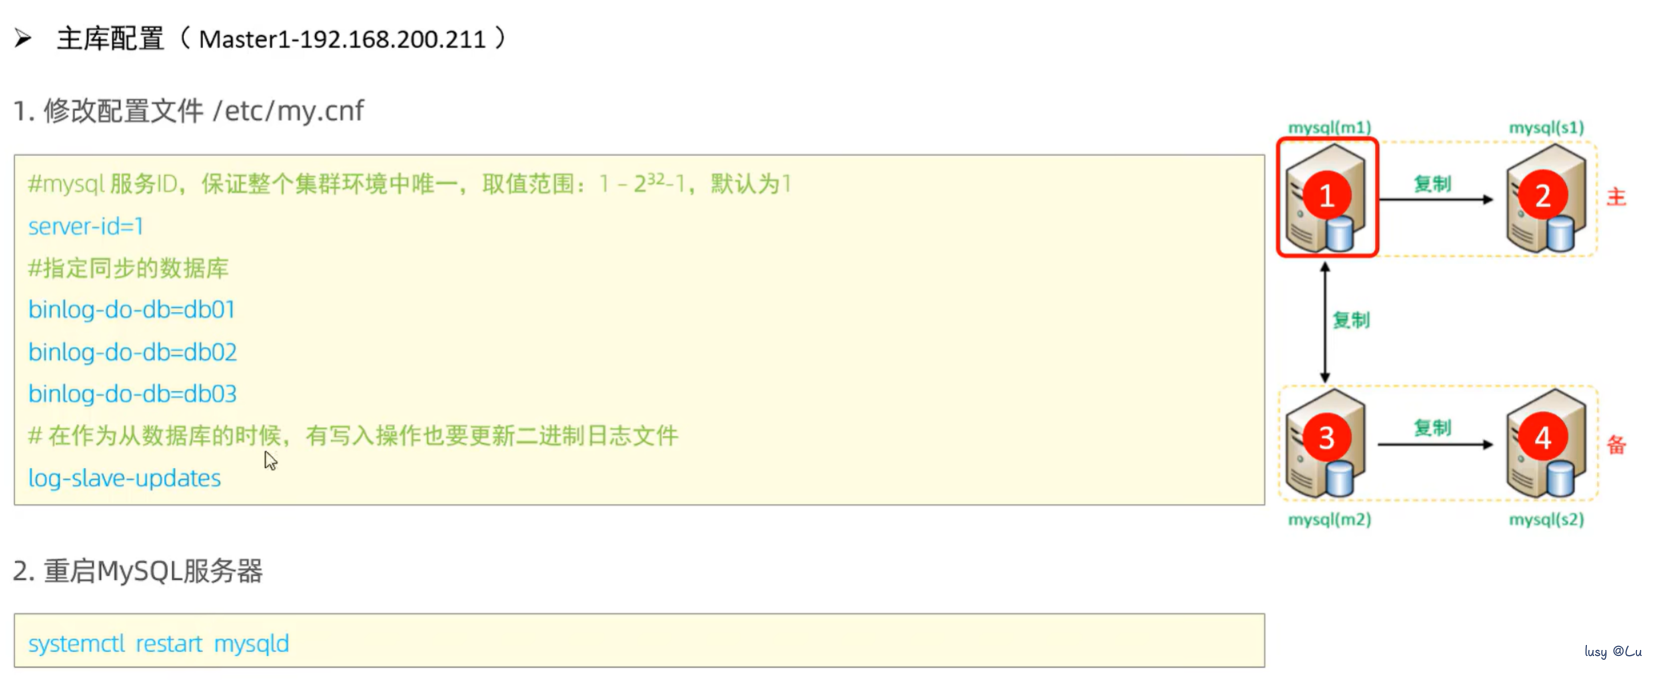 ➢ 主库配置（ Master1-192.168.200.211 ）
1. 修改配置文件 /etc/my.cnf
#mysql 服务ID，保证整个集群环境中唯一，取值范围：1 – 2³²-1，默认为1
server-id=1
#指定同步的数据库
binlog-do-db=db01
binlog-do-db=db02
binlog-do-db=db03
# 在作为从数据库的时候，有写入操作也要更新二进制日志文件
log-slave-updates
2. 重启MySQL服务器
systemctl restart mysqld
mysql(m1)
mysql(s1)
1
复制
2
主
复制
3
复制
4
备
mysql(m2)
mysql(s2)
lusy @Lu